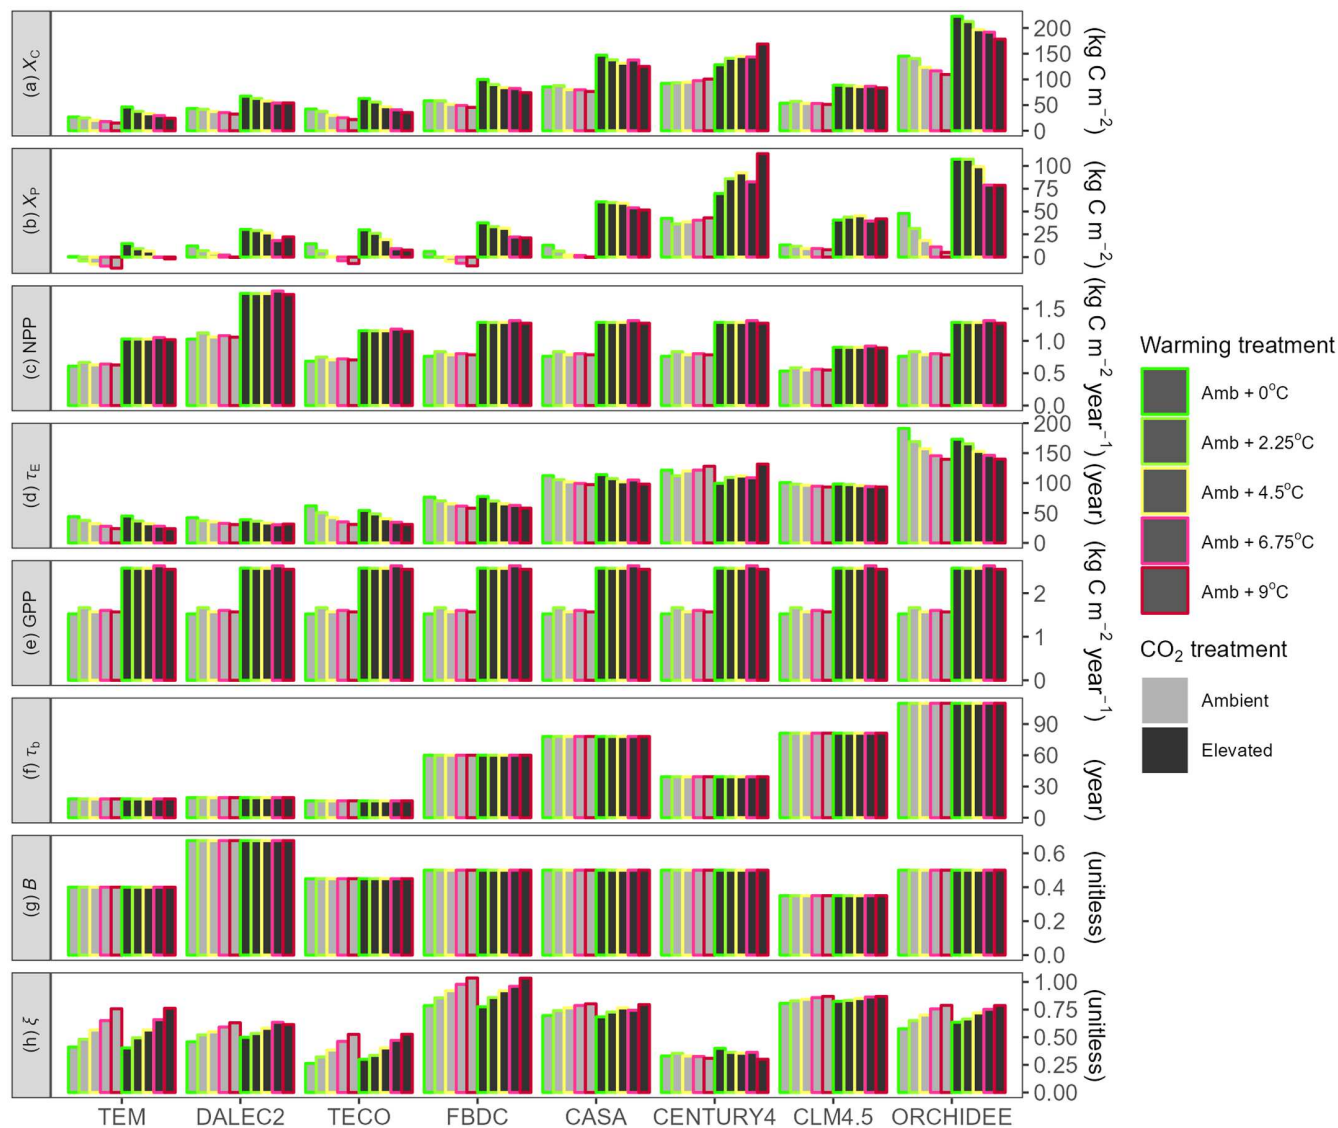 (a) X_C
200
150
100
50
0
(kg C m⁻²)
(b) X_P
100
75
50
25
0
(kg C m⁻²)
(c) NPP
1.5
1.0
0.5
0.0
(kg C m⁻² year⁻¹)
(d) τ_E
200
150
100
50
0
(year)
(e) GPP
2
1
0
(kg C m⁻² year⁻¹)
(f) τ_b
90
60
30
0
(year)
(g) B
0.6
0.4
0.2
0.0
(unitless)
(h) ξ
1.00
0.75
0.50
0.25
0.00
(unitless)
TEM DALEC2 TECO FBDC CASA CENTURY4 CLM4.5 ORCHIDEE
Warming treatment
Amb + 0°C
Amb + 2.25°C
Amb + 4.5°C
Amb + 6.75°C
Amb + 9°C
CO₂ treatment
Ambient
Elevated